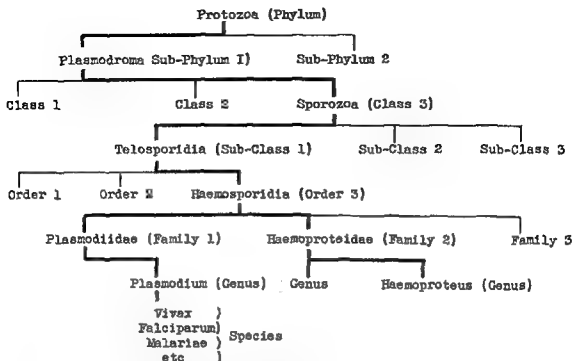 Protozoa (Phylum)
Plasmodroma Sub-Phylum I) Sub-Phylum 2
Class 1 Class 2 Sporozoa (Class 3)
Telosporidia (Sub-Class 1) Sub-Class 2 Sub-Class 3
Order 1 Order 2 Haemosporidia (Order 3)
Plasmodiidae (Family 1) Haemoproteidae (Family 2) Family 3
Plasmodium (Genus) Genus Haemoproteus (Genus)
Vivax )
Falciparum) Species
Malariae )
etc )